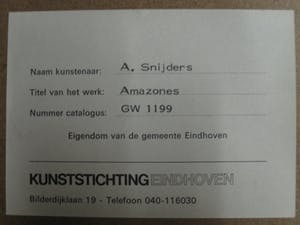 Naam kunstenaar: A. Snijders
Titel van het werk: Amazones
Nummer catalogus: GW 1199
Eigendom van de gemeente Eindhoven
KUNSTSTICHTING EINDHOVEN
Bilderdijklaan 19 - Telefoon 040-116030